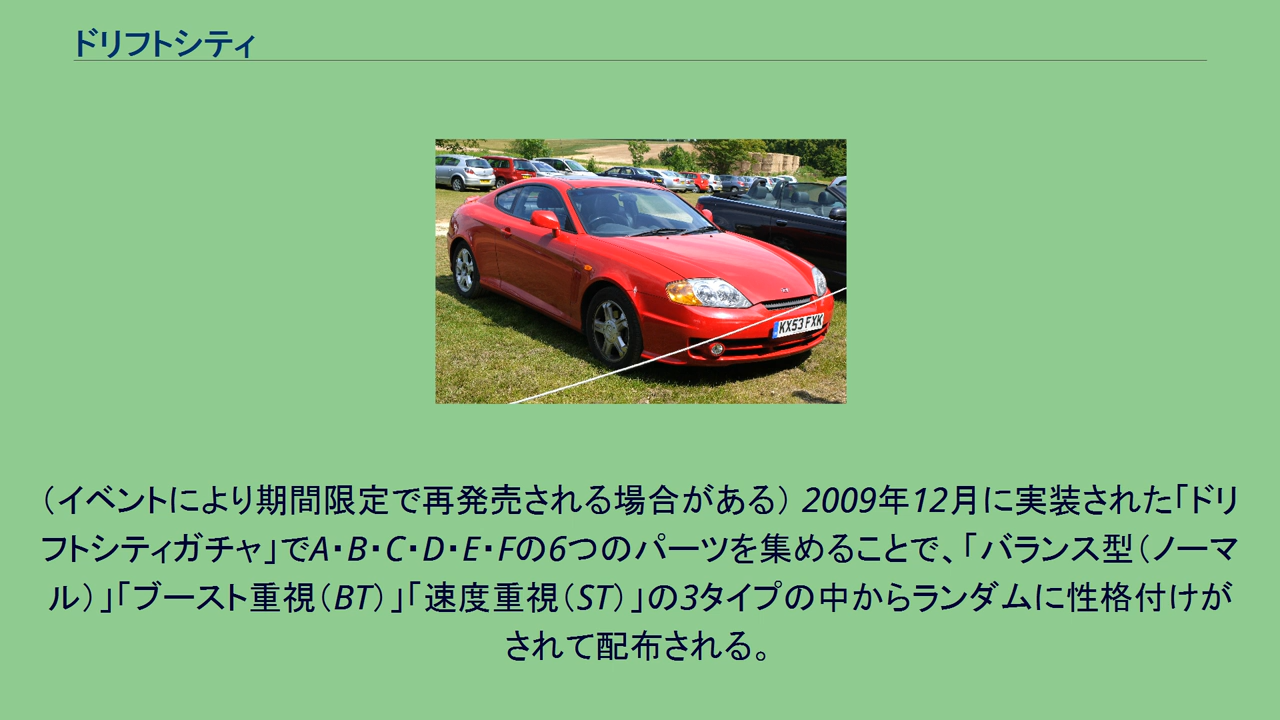 ドリフトシティ
KX53 FXK
（イベントにより期間限定で再発売される場合がある） 2009年12月に実装された「ドリ
フトシティガチャ」でA・B・C・D・E・Fの6つのパーツを集めることで、「バランス型（ノーマ
ル）」「ブースト重視（BT）」「速度重視（ST）」の3タイプの中からランダムに性格付けが
されて配布される。